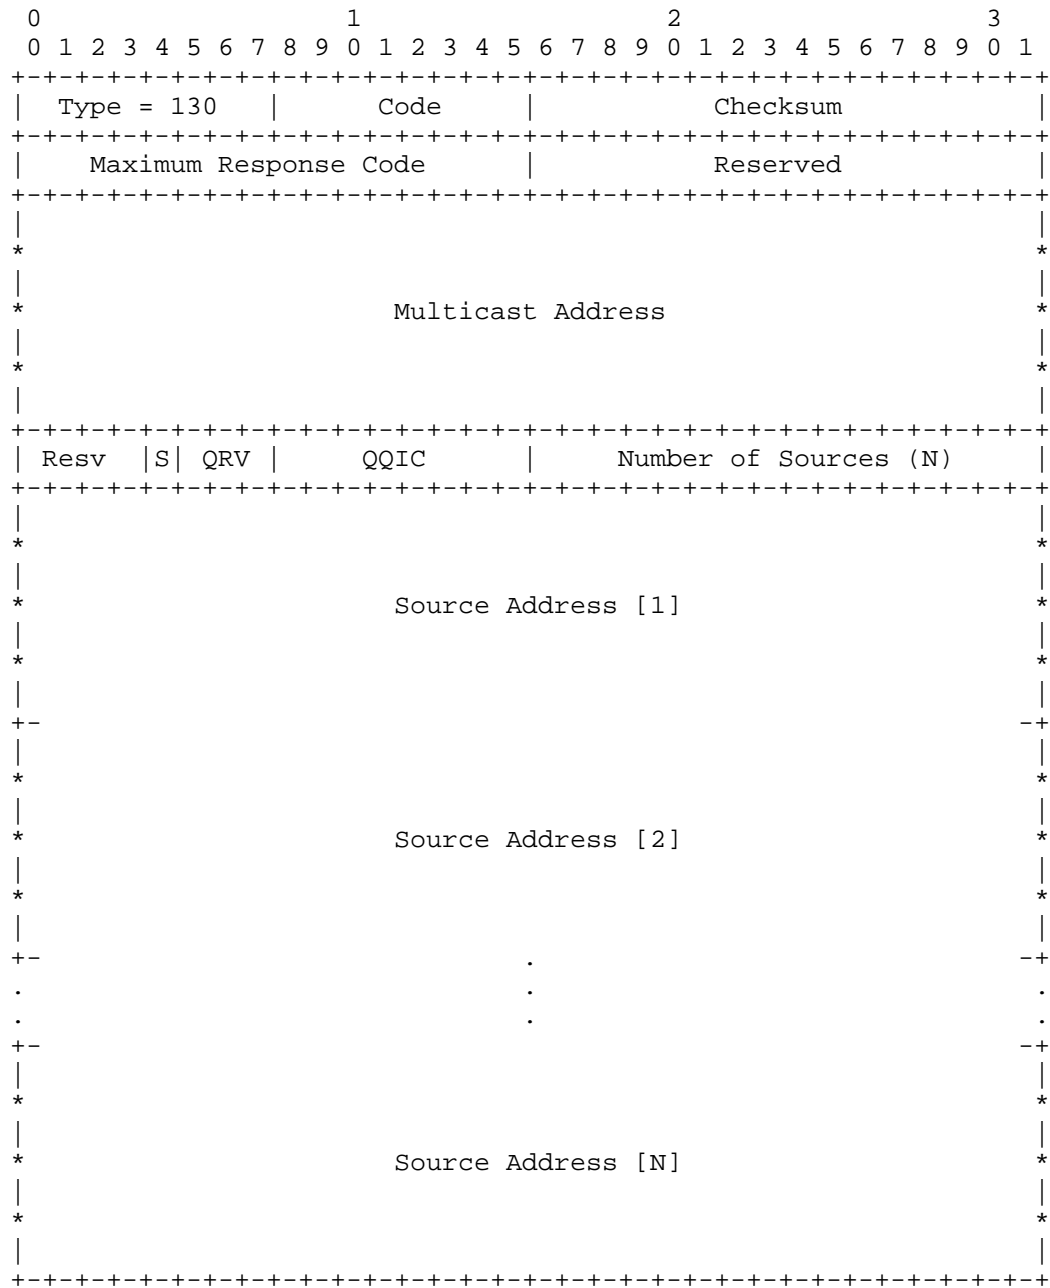 0                   1                   2                   3
 0 1 2 3 4 5 6 7 8 9 0 1 2 3 4 5 6 7 8 9 0 1 2 3 4 5 6 7 8 9 0 1
+-+-+-+-+-+-+-+-+-+-+-+-+-+-+-+-+-+-+-+-+-+-+-+-+-+-+-+-+-+-+-+-+
|  Type = 130   |      Code     |           Checksum            |
+-+-+-+-+-+-+-+-+-+-+-+-+-+-+-+-+-+-+-+-+-+-+-+-+-+-+-+-+-+-+-+-+
|    Maximum Response Code      |           Reserved            |
+-+-+-+-+-+-+-+-+-+-+-+-+-+-+-+-+-+-+-+-+-+-+-+-+-+-+-+-+-+-+-+-+
|                                                               |
*                                                               *
|                                                               |
*                       Multicast Address                       *
|                                                               |
*                                                               *
|                                                               |
+-+-+-+-+-+-+-+-+-+-+-+-+-+-+-+-+-+-+-+-+-+-+-+-+-+-+-+-+-+-+-+-+
| Resv  |S| QRV |     QQIC      |     Number of Sources (N)     |
+-+-+-+-+-+-+-+-+-+-+-+-+-+-+-+-+-+-+-+-+-+-+-+-+-+-+-+-+-+-+-+-+
|                                                               |
*                                                               *
|                                                               |
*                       Source Address [1]                      *
|                                                               |
*                                                               *
|                                                               |
+-                                                             -+
|                                                               |
*                                                               *
|                                                               |
*                       Source Address [2]                      *
|                                                               |
*                                                               *
|                                                               |
+-                              .                              -+
.                               .                               .
.                               .                               .
+-                                                             -+
|                                                               |
*                                                               *
|                                                               |
*                       Source Address [N]                      *
|                                                               |
*                                                               *
|                                                               |
+-+-+-+-+-+-+-+-+-+-+-+-+-+-+-+-+-+-+-+-+-+-+-+-+-+-+-+-+-+-+-+-+